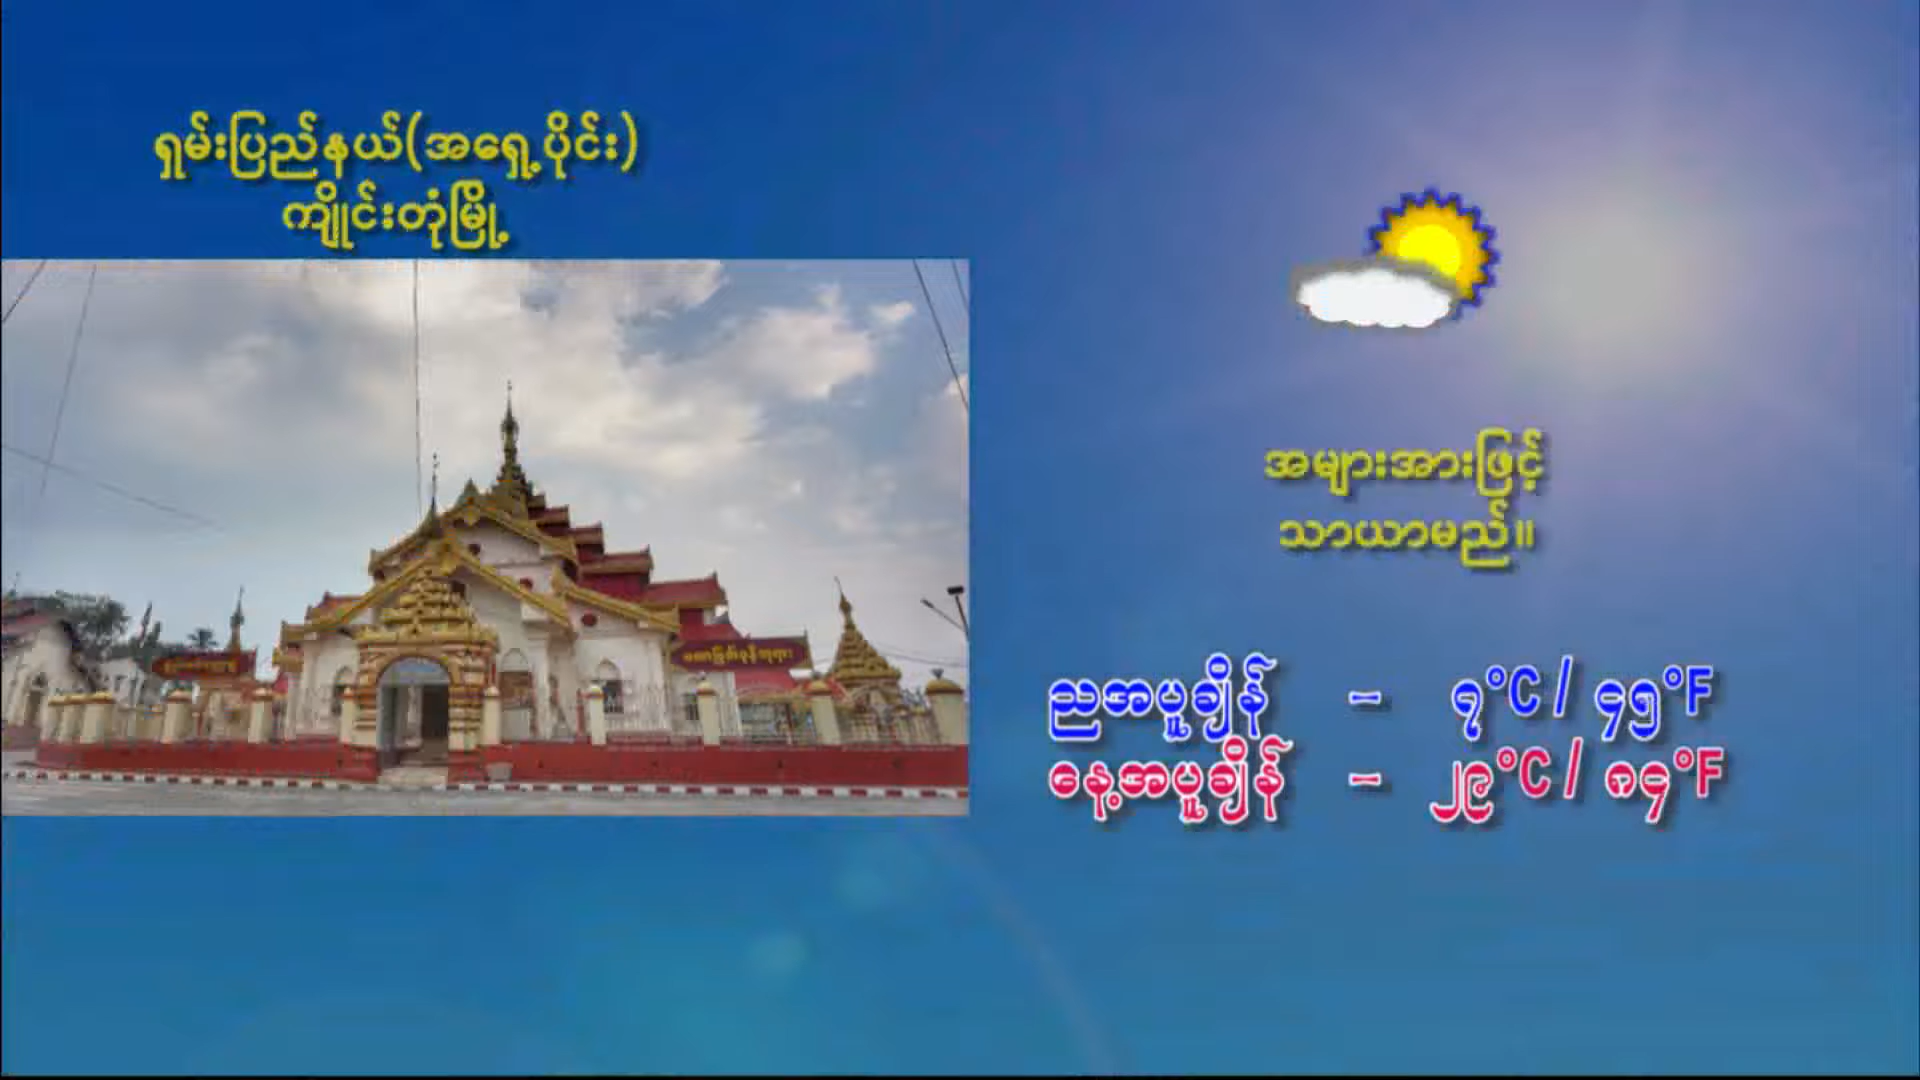 ရှမ်းပြည်နယ်(အရှေ့ပိုင်း)
ကျိုင်းတုံမြို့
အများအားဖြင့်
သာယာမည်။
ညအပူချိန် - ၇°C / ၄၅°F
နေ့အပူချိန် - ၂၉°C / ၈၄°F